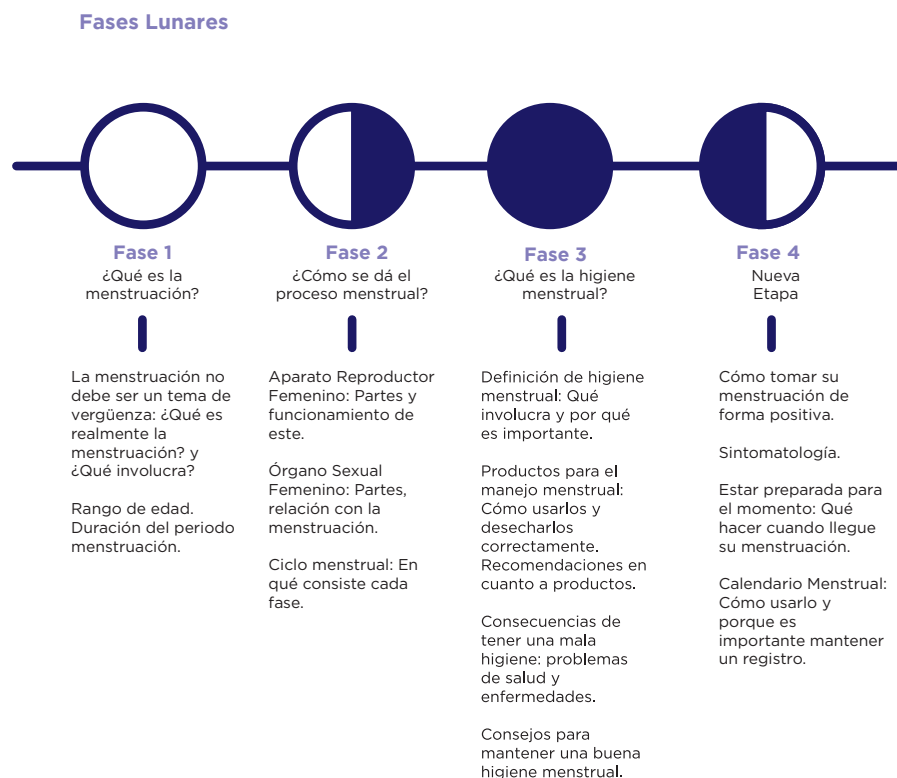 Fases Lunares
Fase 1
¿Qué es la
menstruación?
La menstruación no
debe ser un tema de
vergüenza: ¿Qué es
realmente la
menstruación? y
¿Qué involucra?
Rango de edad.
Duración del periodo
menstruación.
Fase 2
¿Cómo se dá el
proceso menstrual?
Aparato Reproductor
Femenino: Partes y
funcionamiento de
este.
Órgano Sexual
Femenino: Partes,
relación con la
menstruación.
Ciclo menstrual: En
qué consiste cada
fase.
Fase 3
¿Qué es la higiene
menstrual?
Definición de higiene
menstrual: Qué
involucra y por qué
es importante.
Productos para el
manejo menstrual:
Cómo usarlos y
desecharlos
correctamente.
Recomendaciones en
cuanto a productos.
Consecuencias de
tener una mala
higiene: problemas
de salud y
enfermedades.
Consejos para
mantener una buena
higiene menstrual.
Fase 4
Nueva
Etapa
Cómo tomar su
menstruación de
forma positiva.
Sintomatología.
Estar preparada para
el momento: Qué
hacer cuando llegue
su menstruación.
Calendario Menstrual:
Cómo usarlo y
porque es
importante mantener
un registro.